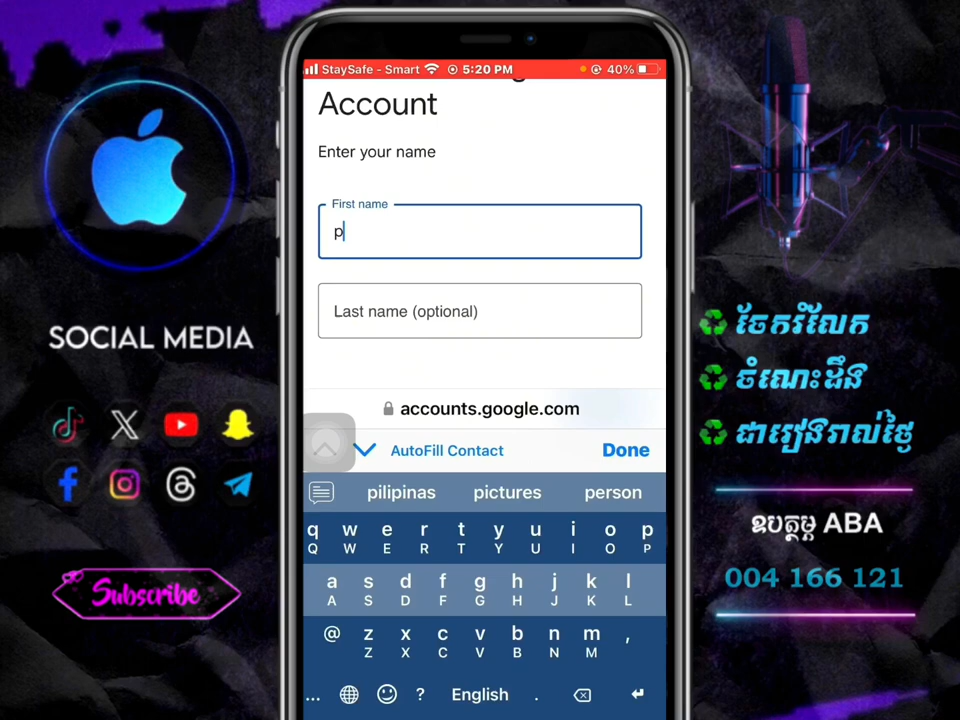 StaySafe - Smart 5:20 PM 40%
Account
Enter your name
First name
p
Last name (optional)
accounts.google.com
AutoFill Contact Done
pilipinas pictures person
q w e r t y u i o p
Q W E R T Y U I O P
a s d f g h j k l
A S D F G H J K L
@ z x c v b n m ,
Z X C V B N M
... ? English .
SOCIAL MEDIA
Subscribe
ចែករំលែក
ចំណេះដឹង
ជារៀងរាល់ថ្ងៃ
ឧបត្ថម្ភ ABA
004 166 121